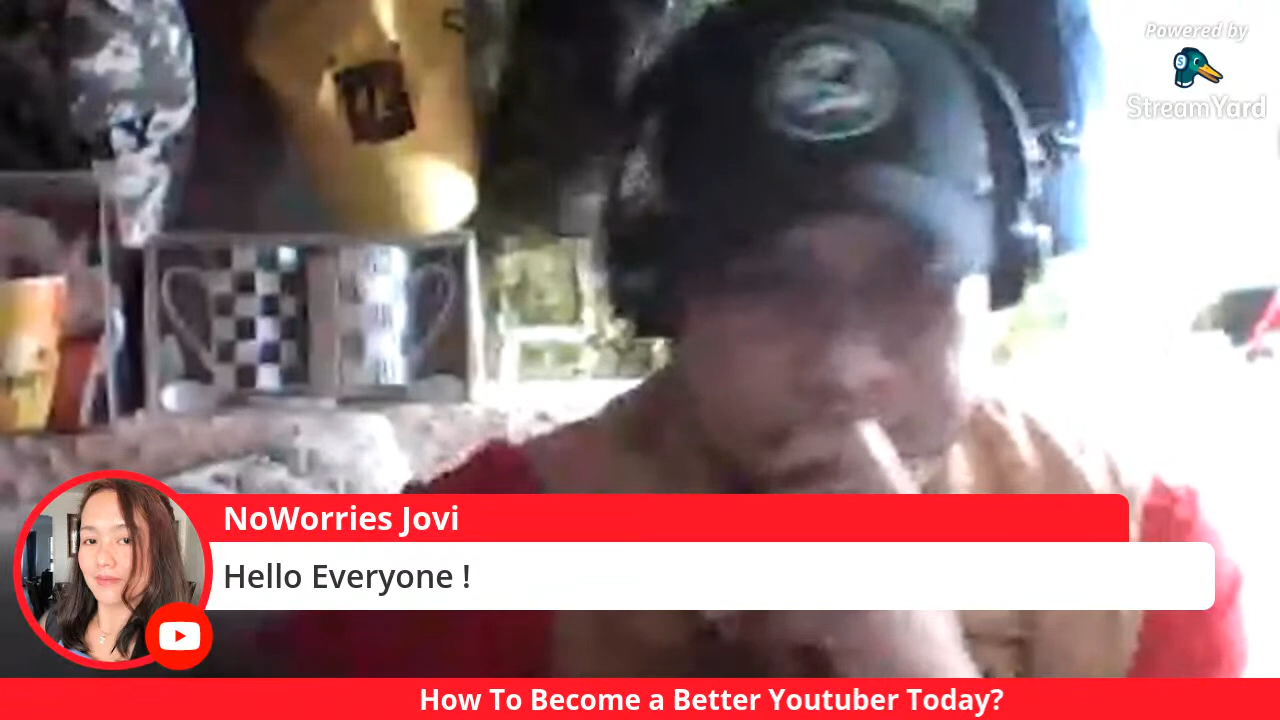 Powered by
StreamYard
NoWorries Jovi
Hello Everyone !
How To Become a Better Youtuber Today?